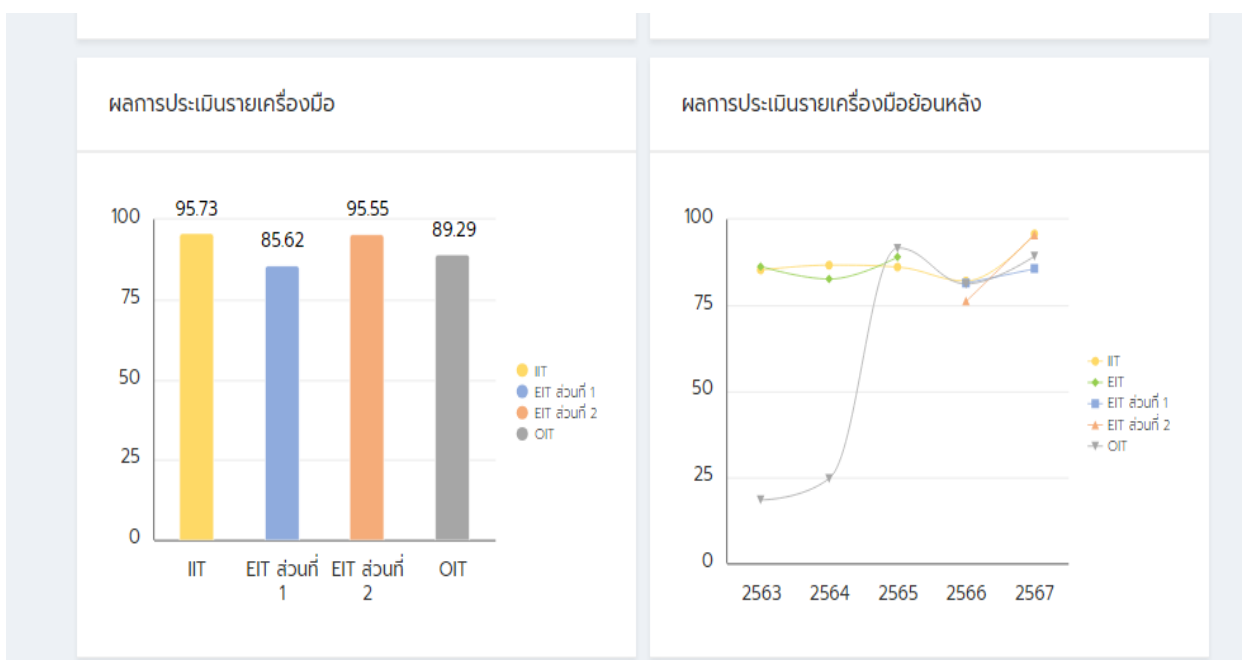 ผลการประเมินรายเครื่องมือ
100
75
50
25
0
95.73
85.62
95.55
89.29
IIT
EIT ส่วนที่
1
EIT ส่วนที่
2
OIT
IIT
EIT ส่วนที่ 1
EIT ส่วนที่ 2
OIT
ผลการประเมินรายเครื่องมือย้อนหลัง
100
75
50
25
0
2563 2564 2565 2566 2567
IIT
EIT
EIT ส่วนที่ 1
EIT ส่วนที่ 2
OIT